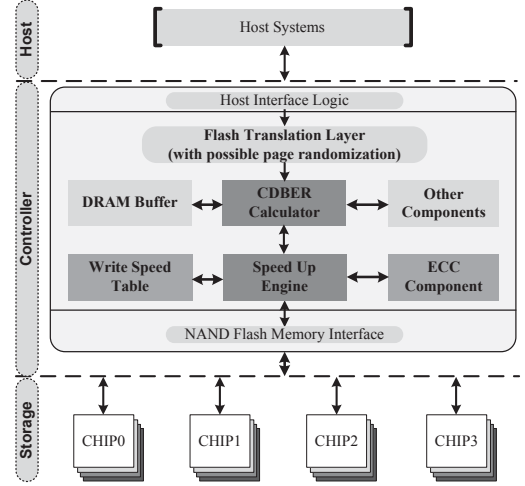 Host
Host Systems
Controller
Host Interface Logic
Flash Translation Layer
(with possible page randomization)
DRAM Buffer
CDBER
Calculator
Other
Components
Write Speed
Table
Speed Up
Engine
ECC
Component
NAND Flash Memory Interface
Storage
CHIP0
CHIP1
CHIP2
CHIP3